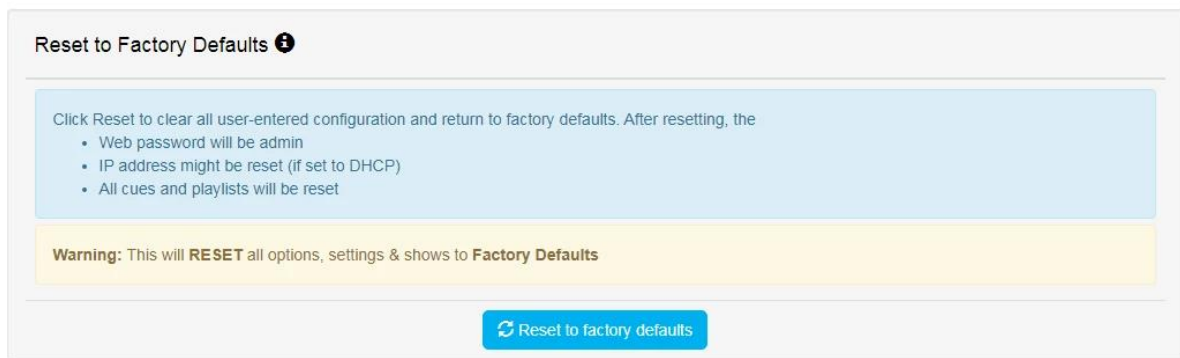 Reset to Factory Defaults
Click Reset to clear all user-entered configuration and return to factory defaults. After resetting, the
• Web password will be admin
• IP address might be reset (if set to DHCP)
• All cues and playlists will be reset
Warning: This will RESET all options, settings & shows to Factory Defaults
Reset to factory defaults